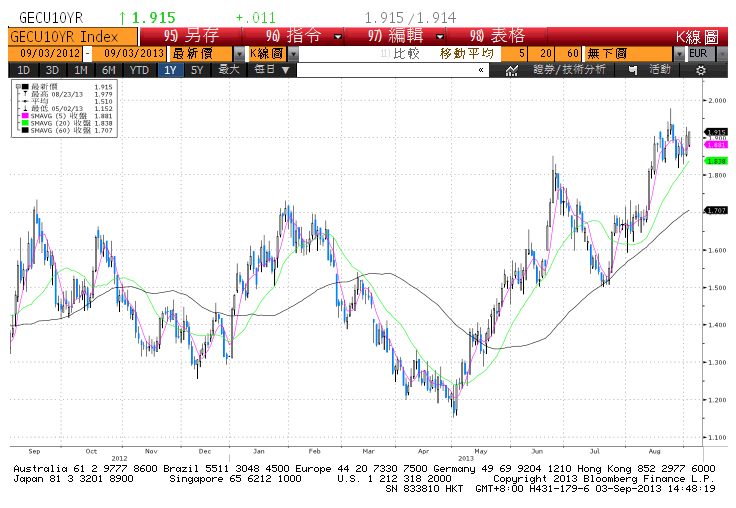 GECU10YR ↑ 1.915 +.011 1.915/1.914
GECU10YR Index 95) 另存 96) 指令 97) 編輯 98) 表格 K線圖
09/03/2012 - 09/03/2013 最新價 K線圖 比較 移動平均 5 20 60 無下圖 EUR
1D 3D 1M 6M YTD 1Y 5Y 最大 每日▼ « 證券/技術分析 活動
最新價 1.915
最高 08/23/13 1.979
平均 1.510
最低 05/02/13 1.152
SMAVG (5) 收盤 1.881
SMAVG (20) 收盤 1.838
SMAVG (60) 收盤 1.707
2.000
1.915
1.900
1.881
1.838
1.800
1.707
1.600
1.500
1.400
1.300
1.200
1.100
Sep Oct Nov Dec Jan Feb Mar Apr May Jun Jul Aug
2012 2013
Australia 61 2 9777 8600 Brazil 5511 3048 4500 Europe 44 20 7330 7500 Germany 49 69 9204 1210 Hong Kong 852 2977 6000
Japan 81 3 3201 8900 Singapore 65 6212 1000 U.S. 1 212 318 2000 Copyright 2013 Bloomberg Finance L.P.
SN 833810 HKT GMT+8:00 H431-179-6 03-Sep-2013 14:48:19